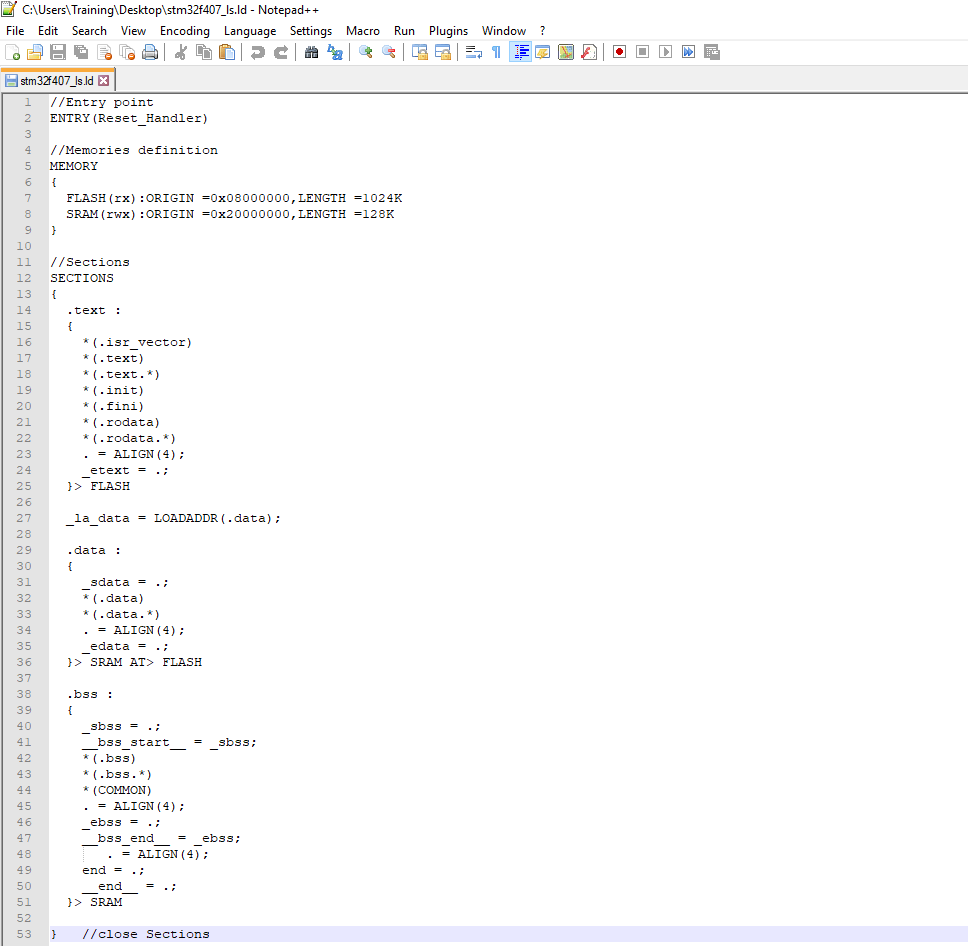 C:\Users\Training\Desktop\stm32f407_ls.ld - Notepad++
File Edit Search View Encoding Language Settings Macro Run Plugins Window ?
stm32f407_ls.ld
1 //Entry point
2 ENTRY(Reset_Handler)
3
4 //Memories definition
5 MEMORY
6 {
7   FLASH(rx):ORIGIN =0x08000000,LENGTH =1024K
8   SRAM(rwx):ORIGIN =0x20000000,LENGTH =128K
9 }
10
11 //Sections
12 SECTIONS
13 {
14   .text :
15   {
16     *(.isr_vector)
17     *(.text)
18     *(.text.*)
19     *(.init)
20     *(.fini)
21     *(.rodata)
22     *(.rodata.*)
23     . = ALIGN(4);
24     _etext = .;
25   }> FLASH
26
27   _la_data = LOADADDR(.data);
28
29   .data :
30   {
31     _sdata = .;
32     *(.data)
33     *(.data.*)
34     . = ALIGN(4);
35     _edata = .;
36   }> SRAM AT> FLASH
37
38   .bss :
39   {
40     _sbss = .;
41     __bss_start__ = _sbss;
42     *(.bss)
43     *(.bss.*)
44     *(COMMON)
45     . = ALIGN(4);
46     _ebss = .;
47     __bss_end__ = _ebss;
48        . = ALIGN(4);
49     end = .;
50     __end__ = .;
51   }> SRAM
52
53 }   //close Sections